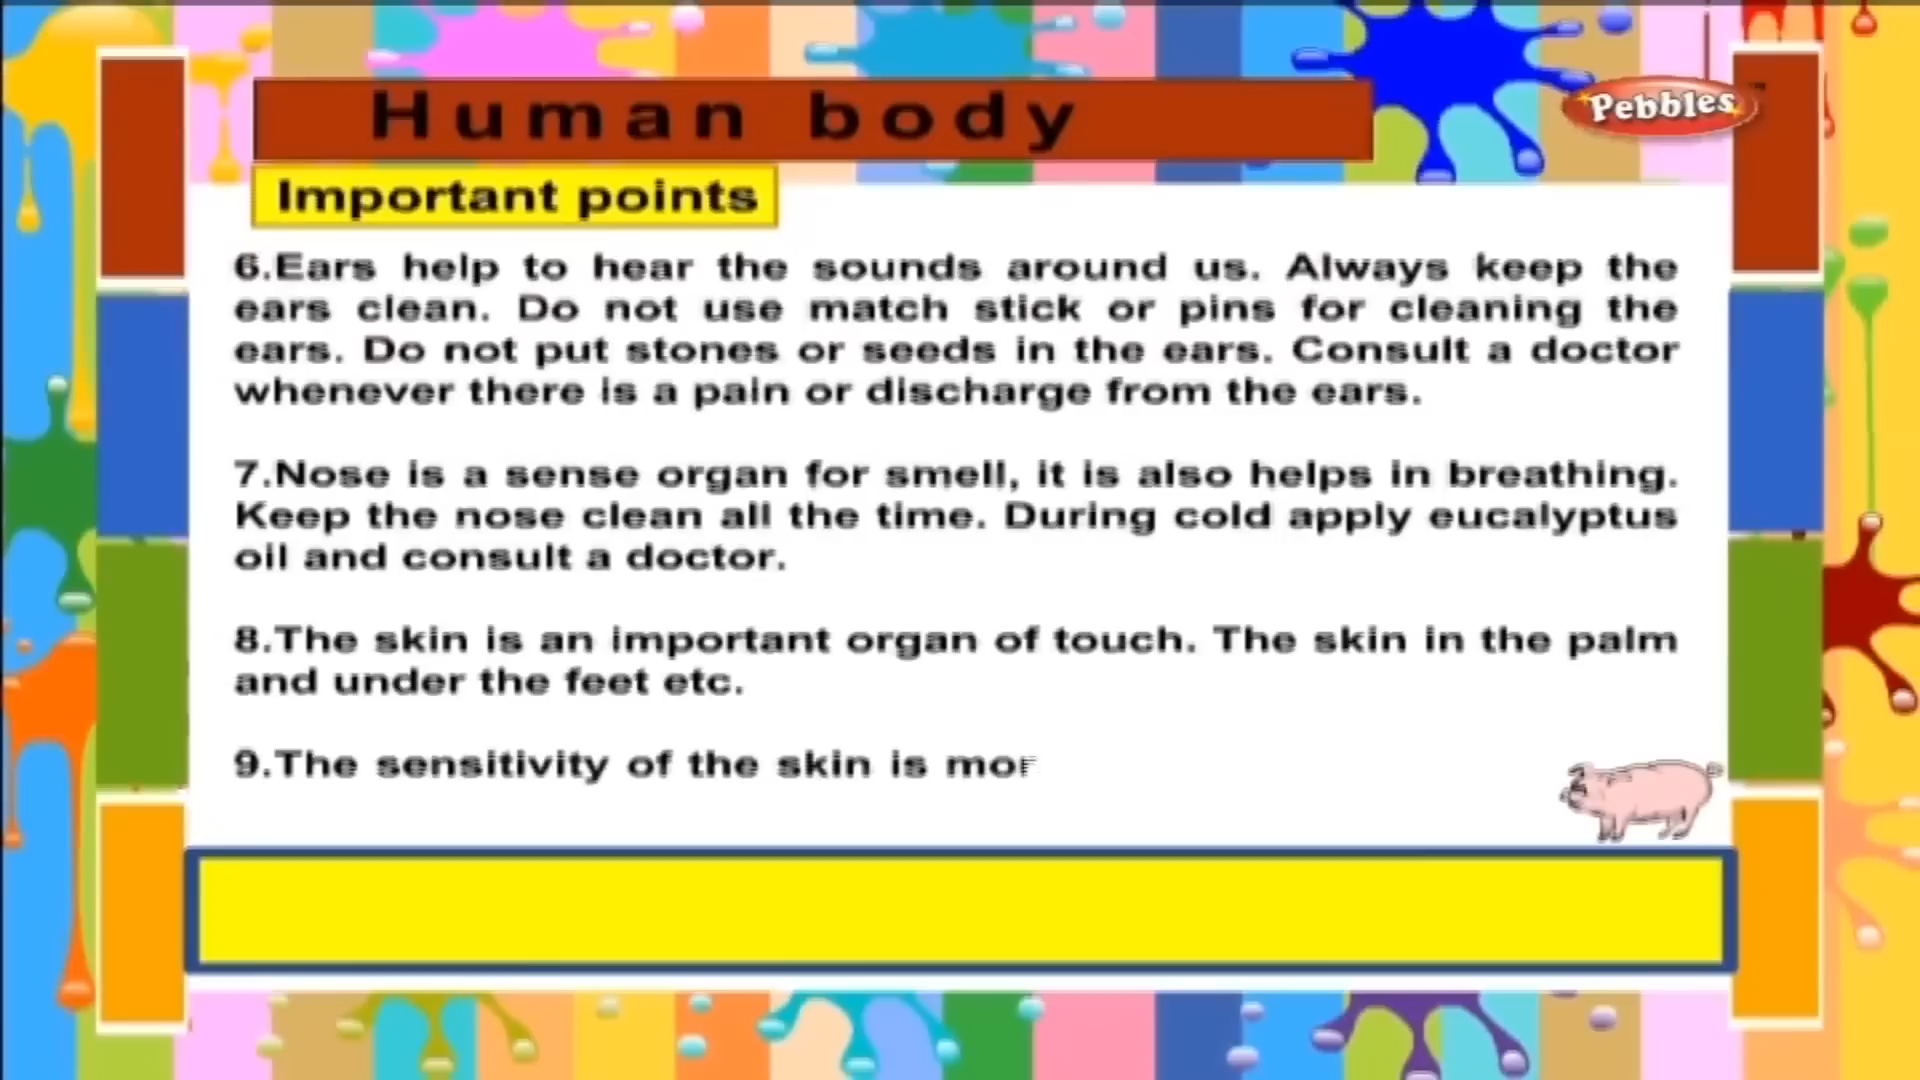 Human body
Pebbles
Important points
6.Ears help to hear the sounds around us. Always keep the
ears clean. Do not use match stick or pins for cleaning the
ears. Do not put stones or seeds in the ears. Consult a doctor
whenever there is a pain or discharge from the ears.
7.Nose is a sense organ for smell, it is also helps in breathing.
Keep the nose clean all the time. During cold apply eucalyptus
oil and consult a doctor.
8.The skin is an important organ of touch. The skin in the palm
and under the feet etc.
9.The sensitivity of the skin is mor